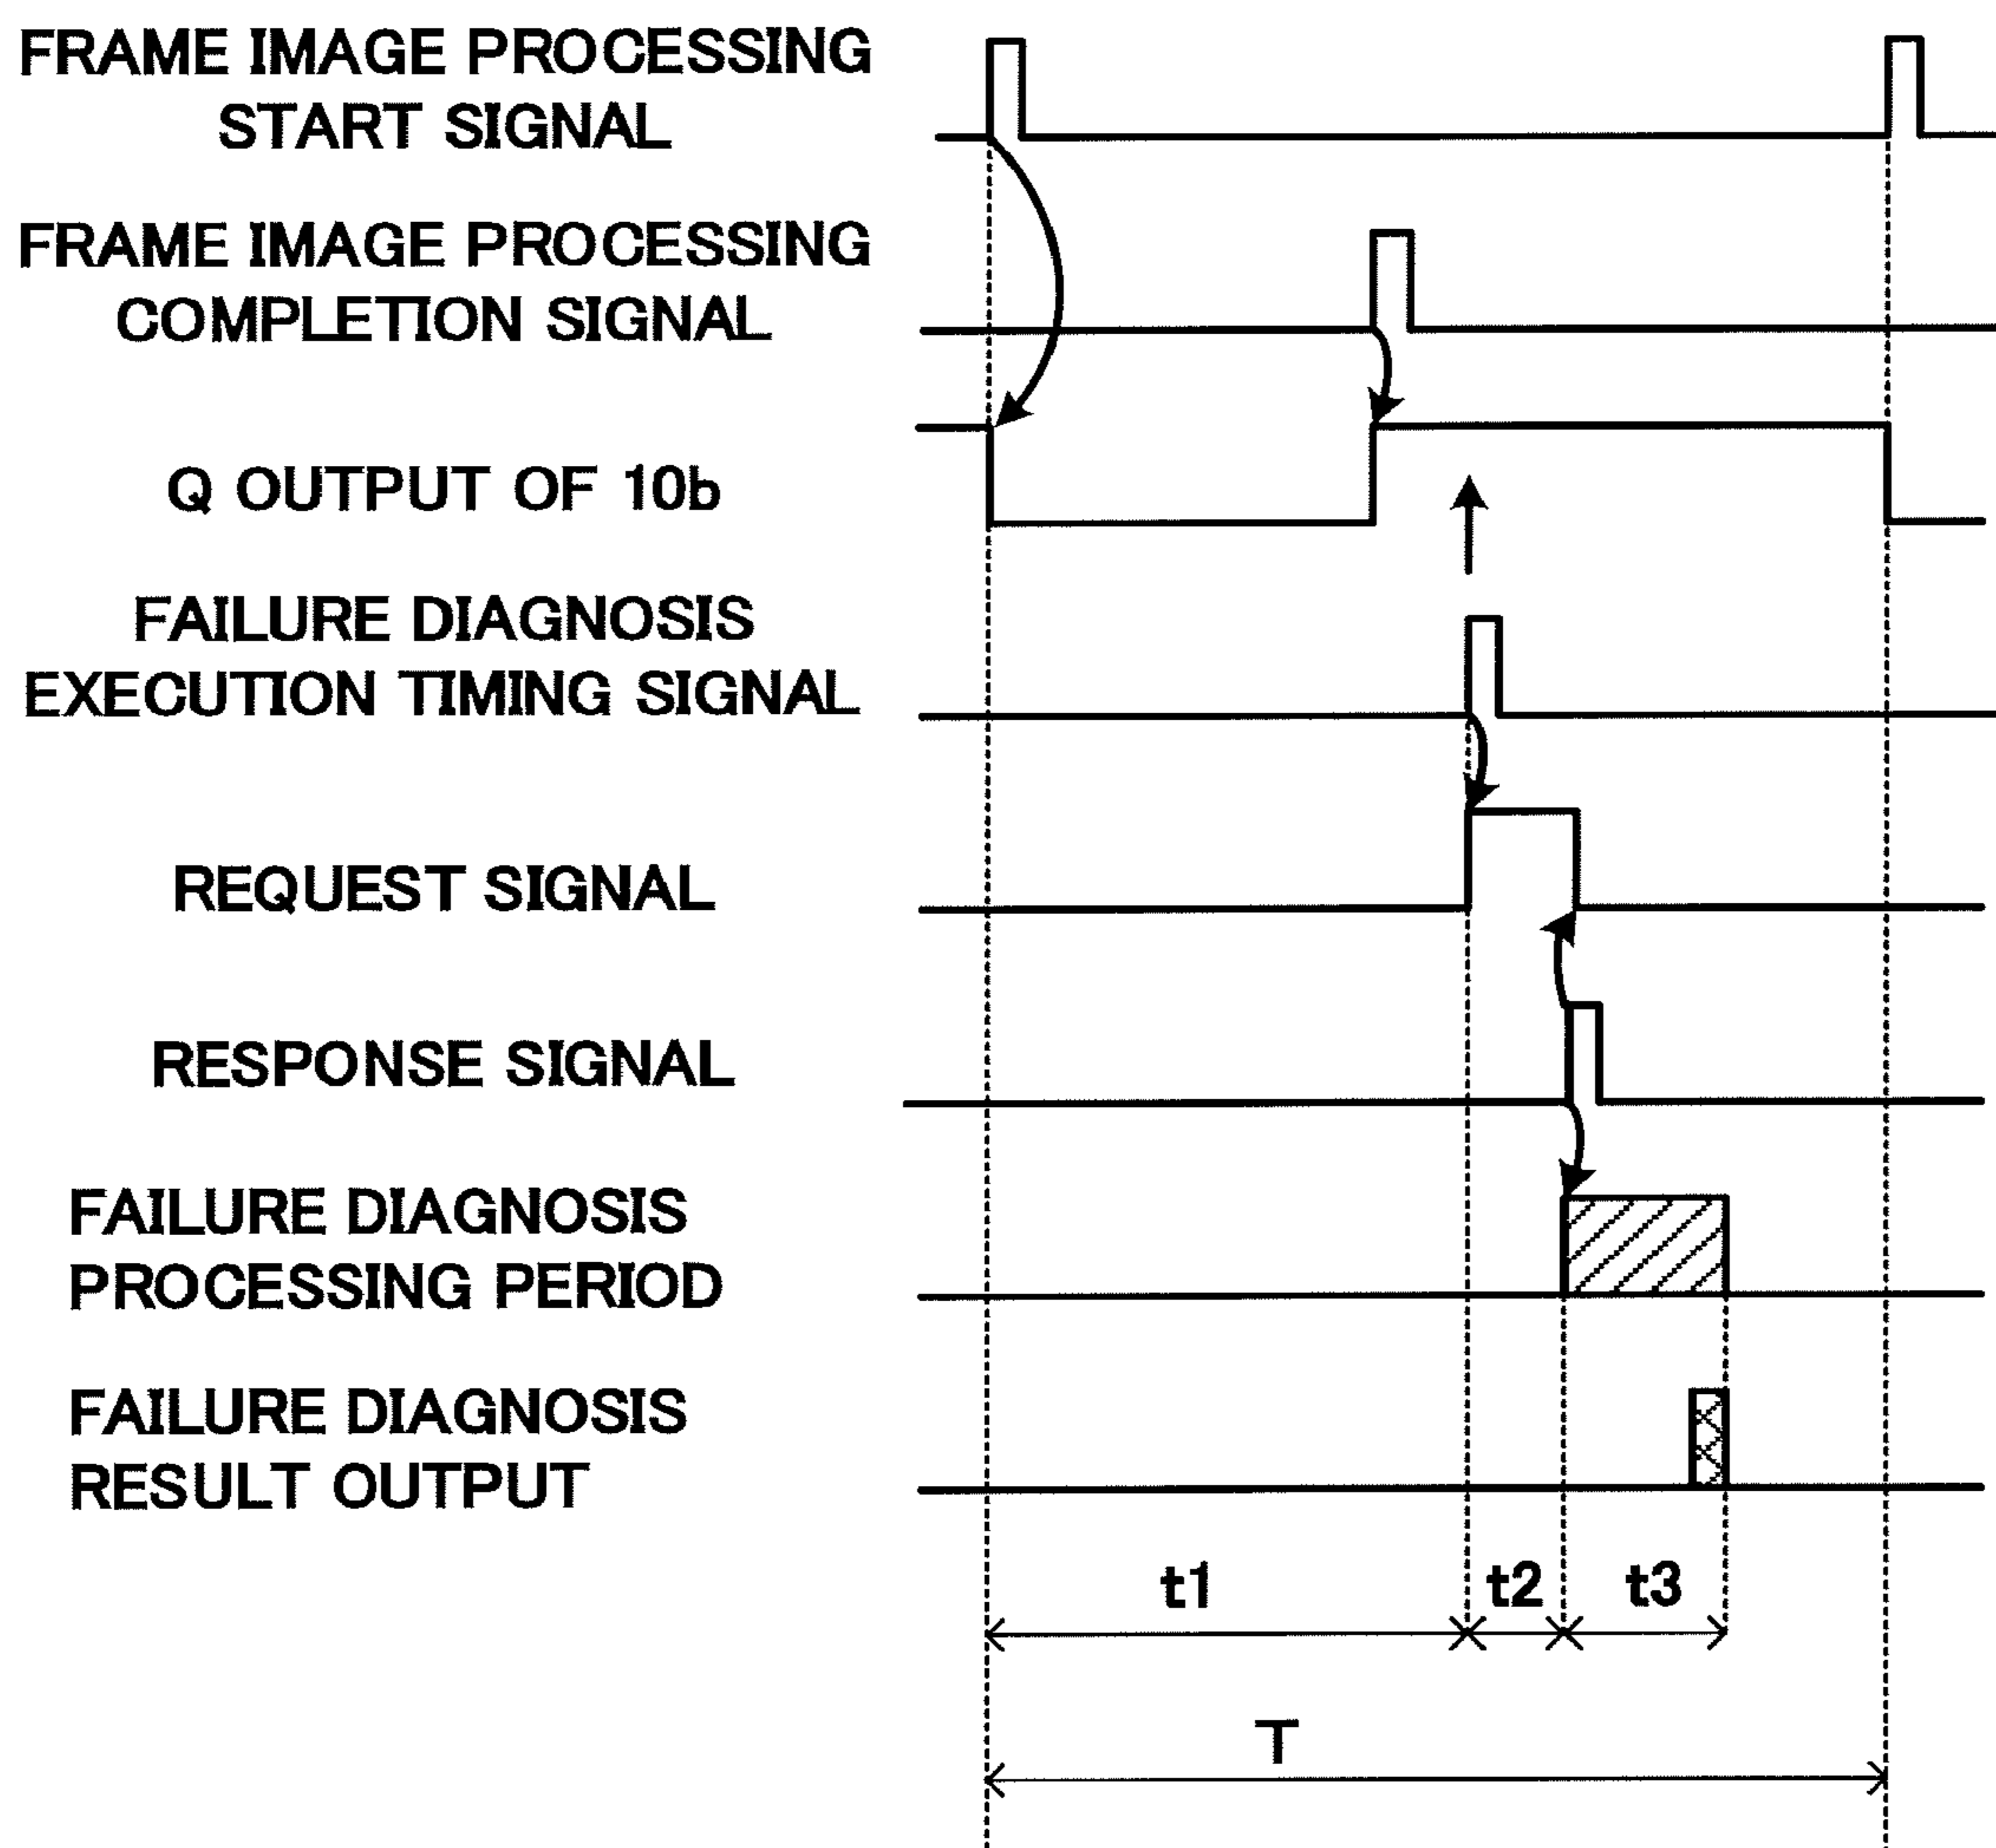 FRAME IMAGE PROCESSING
START SIGNAL
FRAME IMAGE PROCESSING
COMPLETION SIGNAL
Q OUTPUT OF 10b
FAILURE DIAGNOSIS
EXECUTION TIMING SIGNAL
REQUEST SIGNAL
RESPONSE SIGNAL
FAILURE DIAGNOSIS
PROCESSING PERIOD
FAILURE DIAGNOSIS
RESULT OUTPUT
t1 t2 t3
T